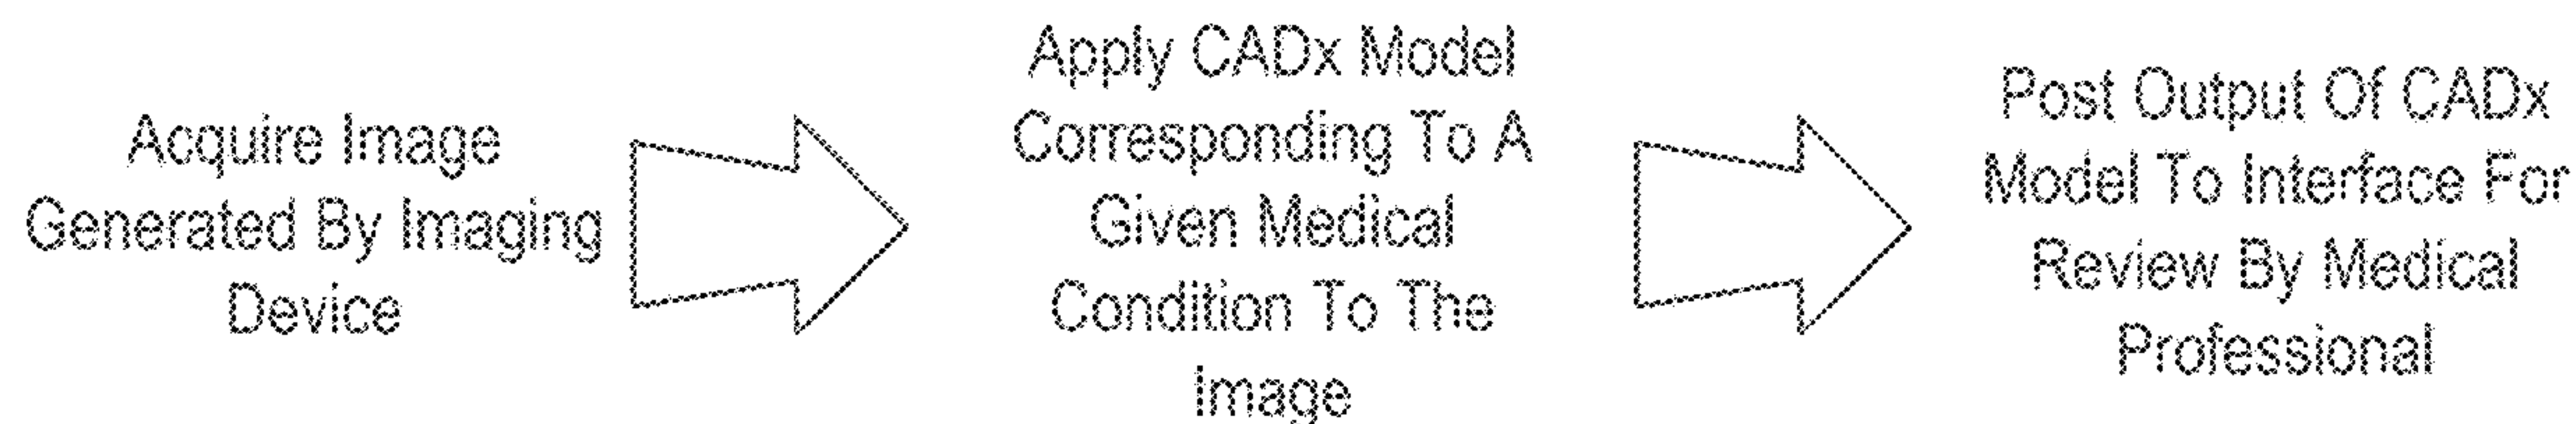 Acquire Image
Generated By Imaging
Device
Apply CADx Model
Corresponding To A
Given Medical
Condition To The
Image
Post Output Of CADx
Model To Interface For
Review By Medical
Professional